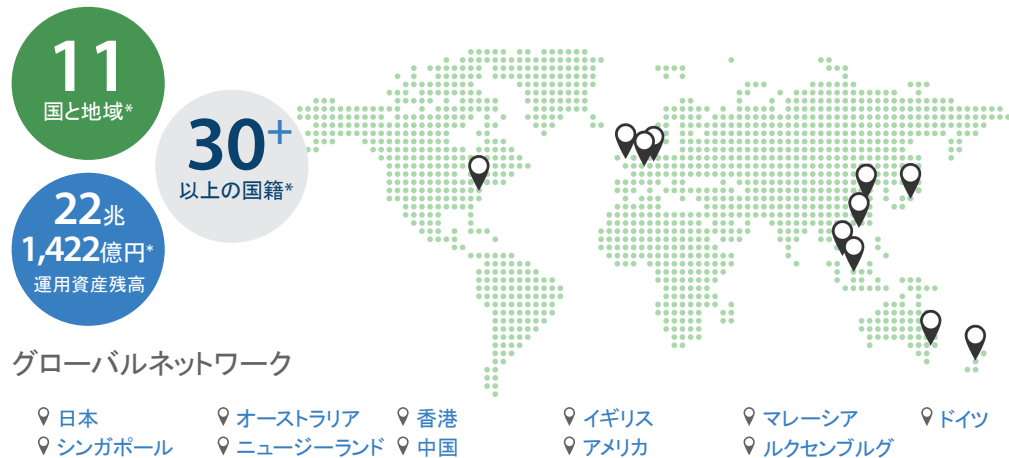 11
国と地域*
30+
以上の国籍*
22兆
1,422億円*
運用資産残高
グローバルネットワーク
日本
オーストラリア
香港
イギリス
マレーシア
ドイツ
シンガポール
ニュージーランド
中国
アメリカ
ルクセンブルグ